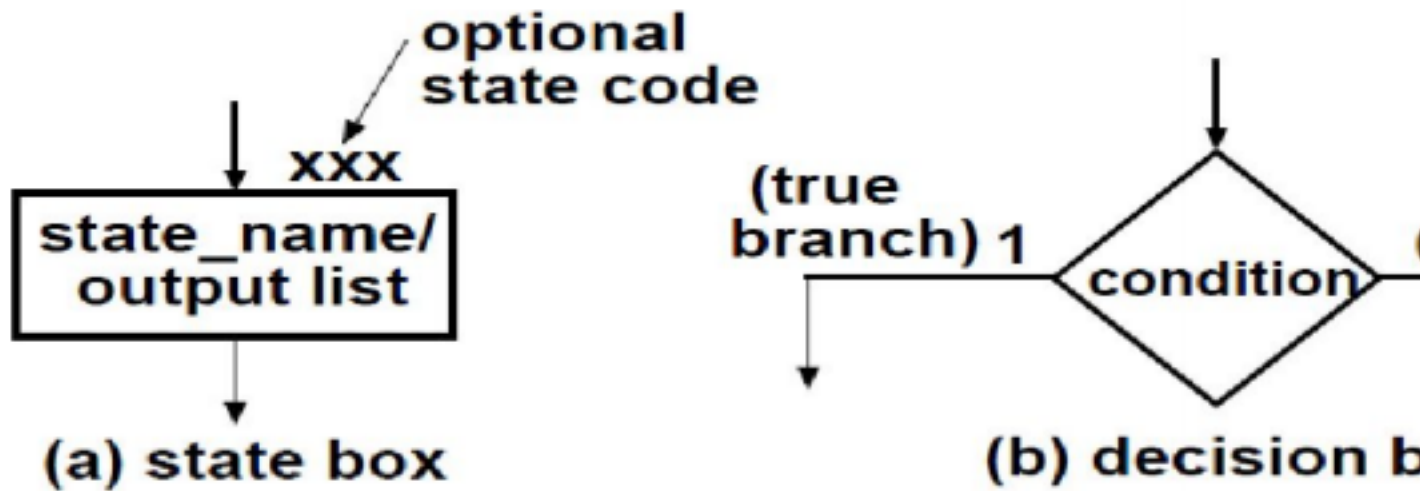 optional
state code
xxx
state_name/
output list
(a) state box
(true
branch) 1
condition
(b) decision b